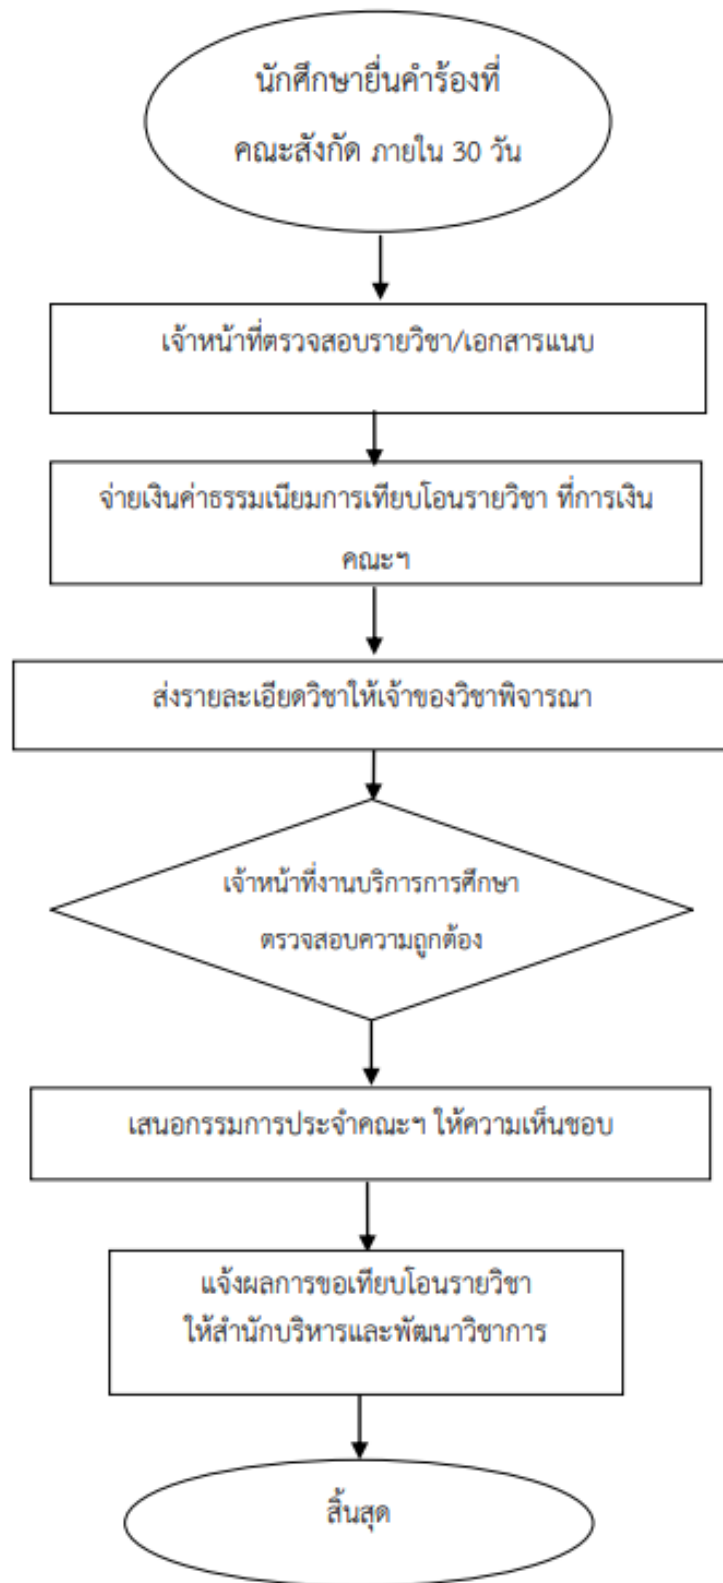 นักศึกษายื่นคำร้องที่
คณะสังกัด ภายใน 30 วัน
เจ้าหน้าที่ตรวจสอบรายวิชา/เอกสารแนบ
จ่ายเงินค่าธรรมเนียมการเทียบโอนรายวิชา ที่การเงิน
คณะฯ
ส่งรายละเอียดวิชาให้เจ้าของวิชาพิจารณา
เจ้าหน้าที่งานบริการการศึกษา
ตรวจสอบความถูกต้อง
เสนอกรรมการประจำคณะฯ ให้ความเห็นชอบ
แจ้งผลการขอเทียบโอนรายวิชา
ให้สำนักบริหารและพัฒนาวิชาการ
สิ้นสุด